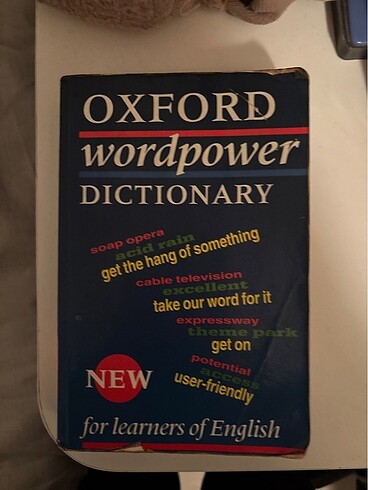 OXFORD
wordpower
DICTIONARY
soap opera
acid rain
get the hang of something
cable television
excellent
take our word for it
expressway
theme park
get on
potential
access
user-friendly
NEW
for learners of English